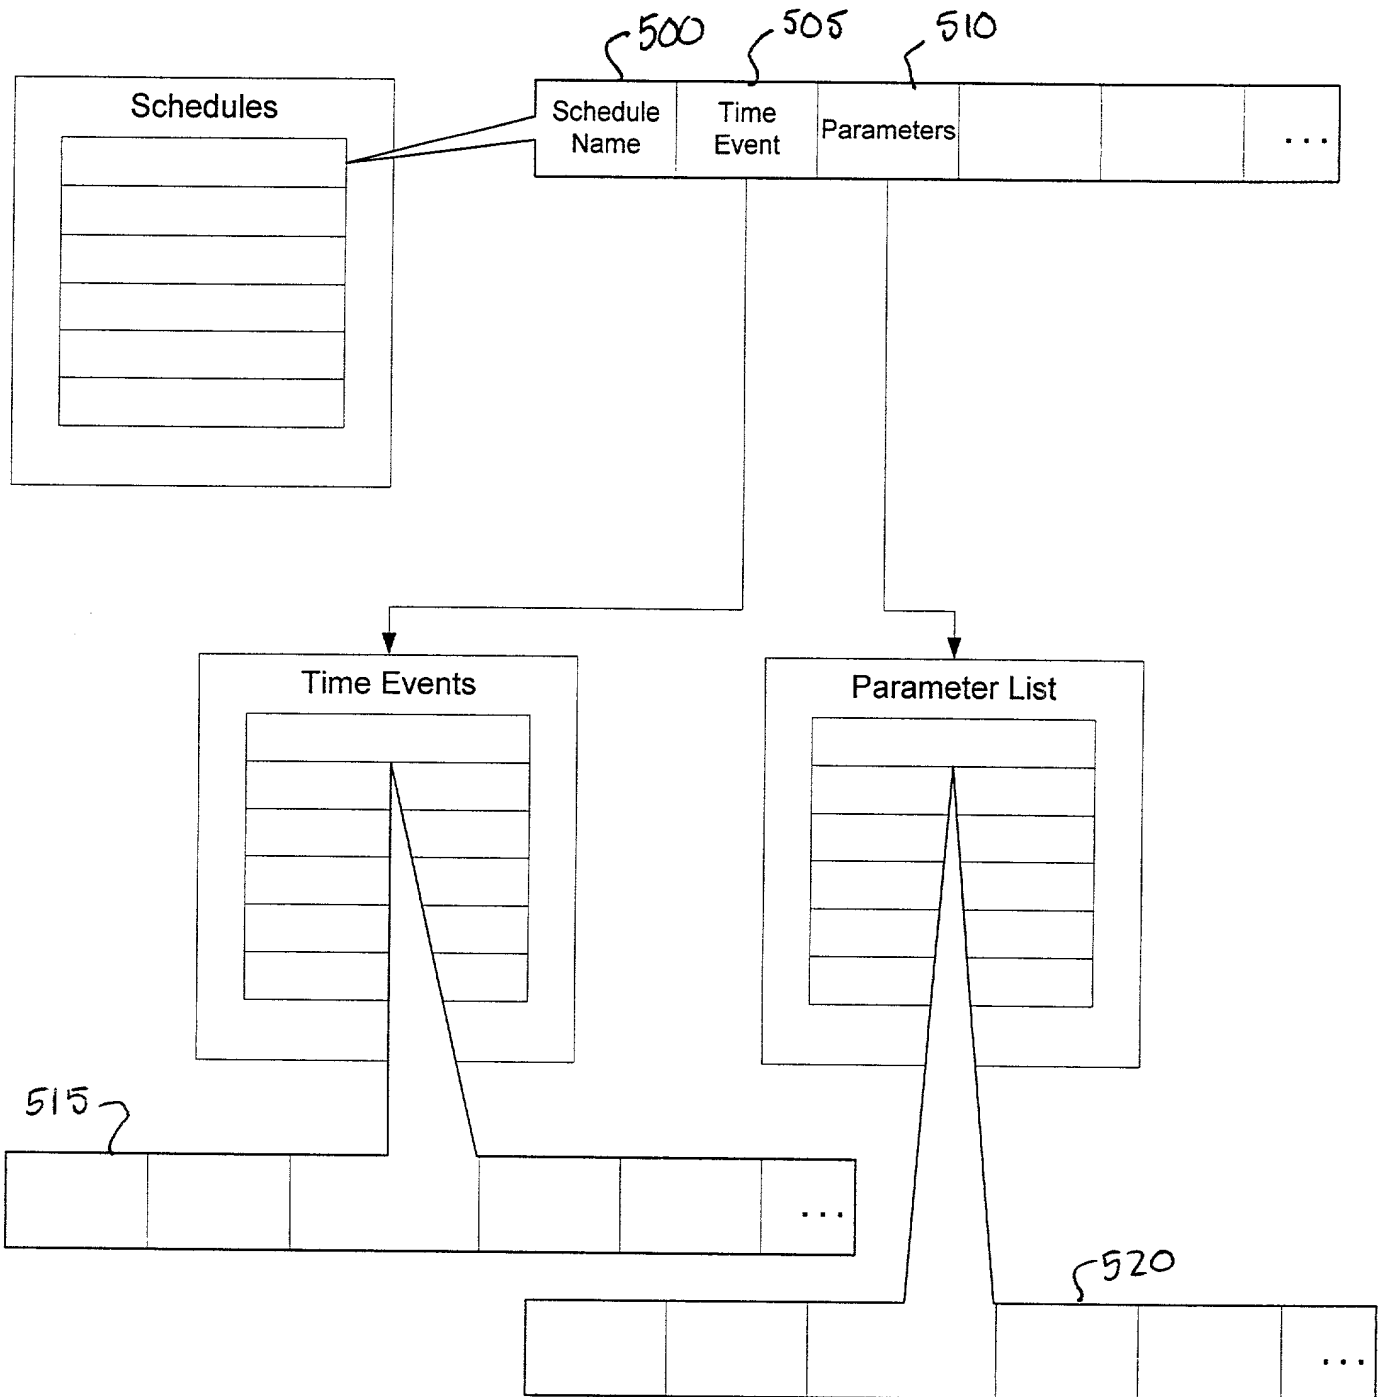 500 505 510
Schedules
Schedule Name
Time Event
Parameters
...
Time Events
Parameter List
515
...
520
...